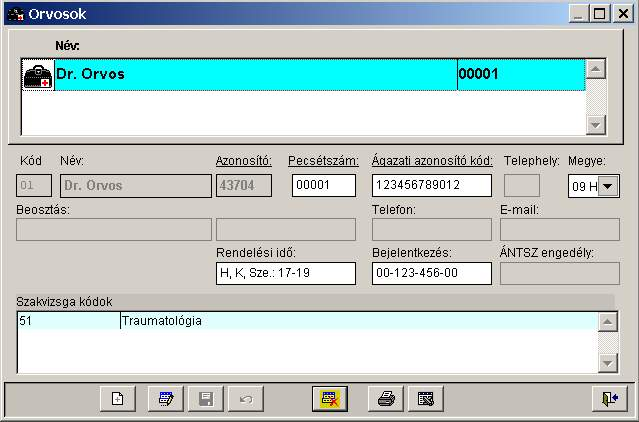 Orvosok
Név:
Dr. Orvos 00001
Kód Név: Azonosító: Pecsétszám: Ágazati azonosító kód: Telephely: Megye:
01 Dr. Orvos 43704 00001 123456789012 09 H
Beosztás: Telefon: E-mail:
Rendelési idő: Bejelentkezés: ÁNTSZ engedély:
H, K, Sze.: 17-19 00-123-456-00
Szakvizsga kódok
51 Traumatológia